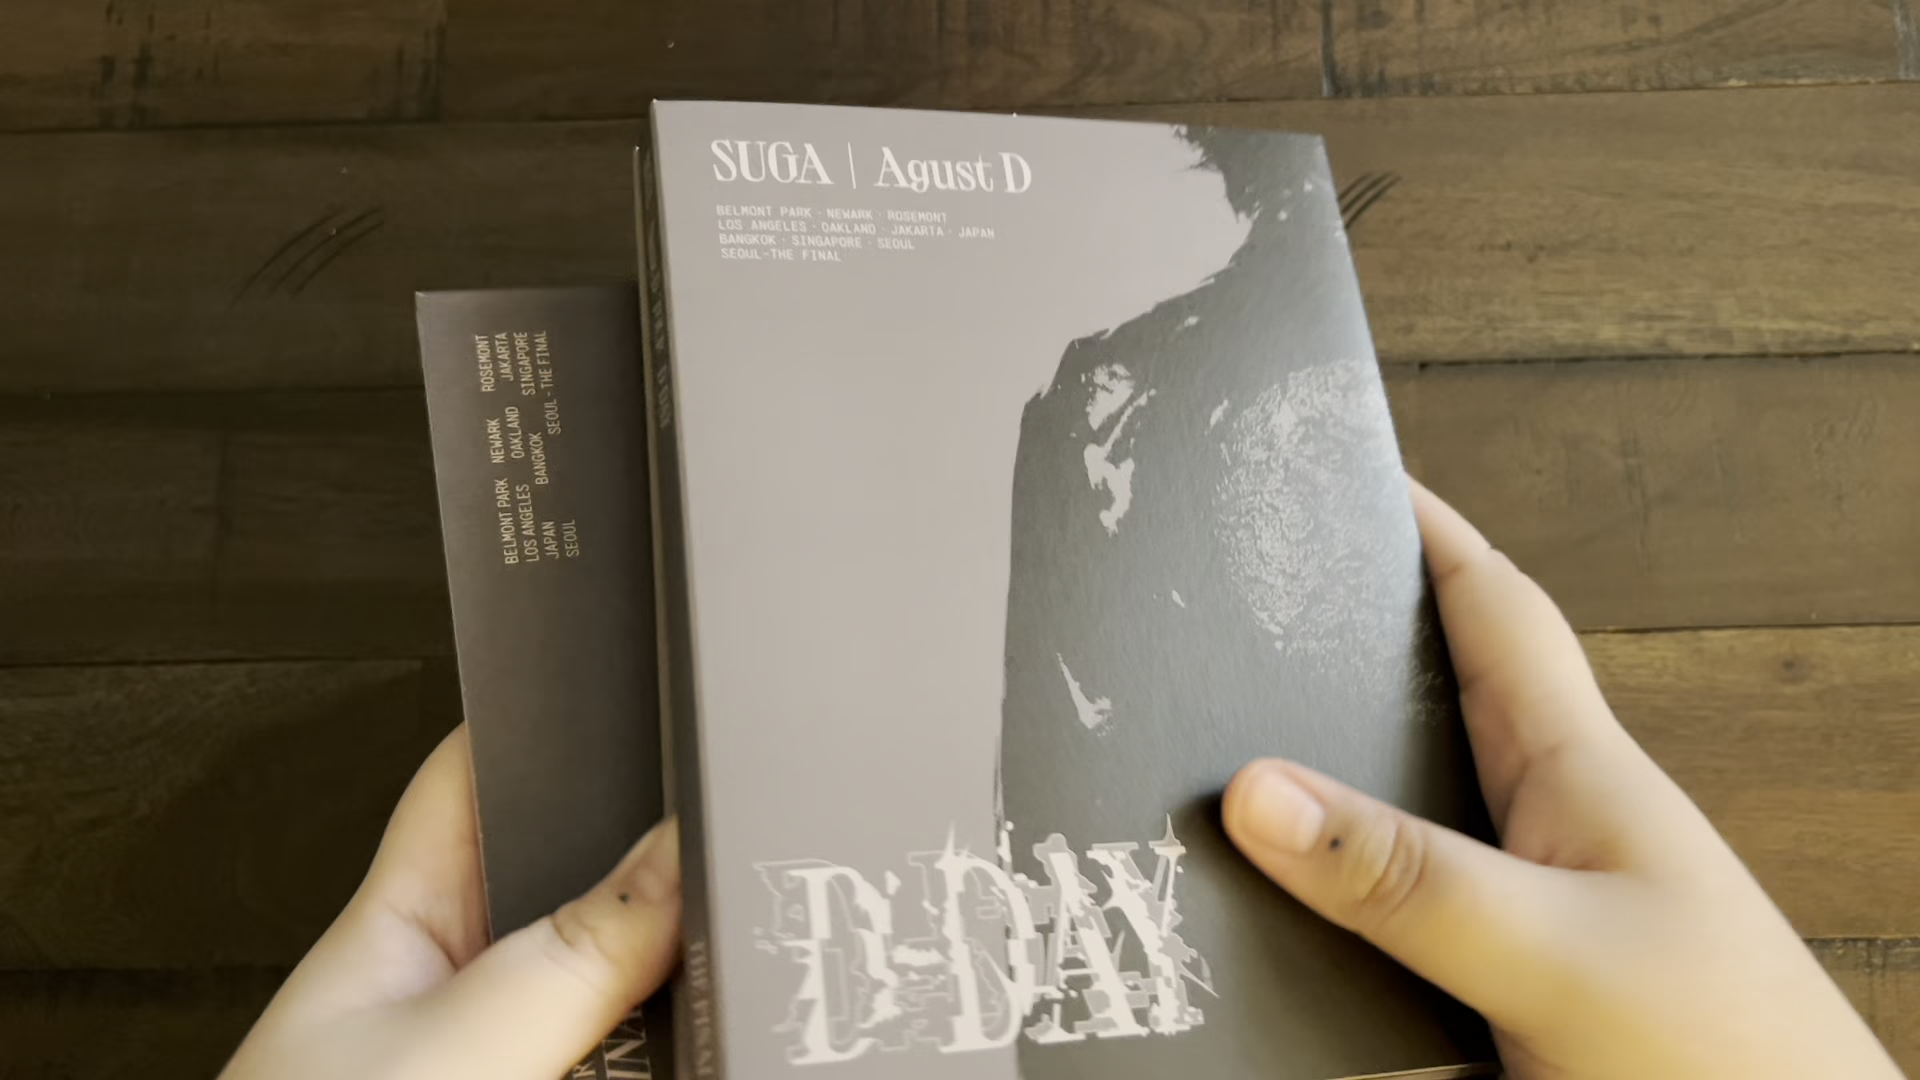 SUGA | Agust D
BELMONT PARK · NEWARK · ROSEMONT
LOS ANGELES · OAKLAND · JAKARTA · JAPAN
BANGKOK · SINGAPORE · SEOUL
SEOUL-THE FINAL
D-DAY
BELMONT PARK NEWARK ROSEMONT
LOS ANGELES OAKLAND JAKARTA
JAPAN BANGKOK SINGAPORE
SEOUL SEOUL-THE FINAL